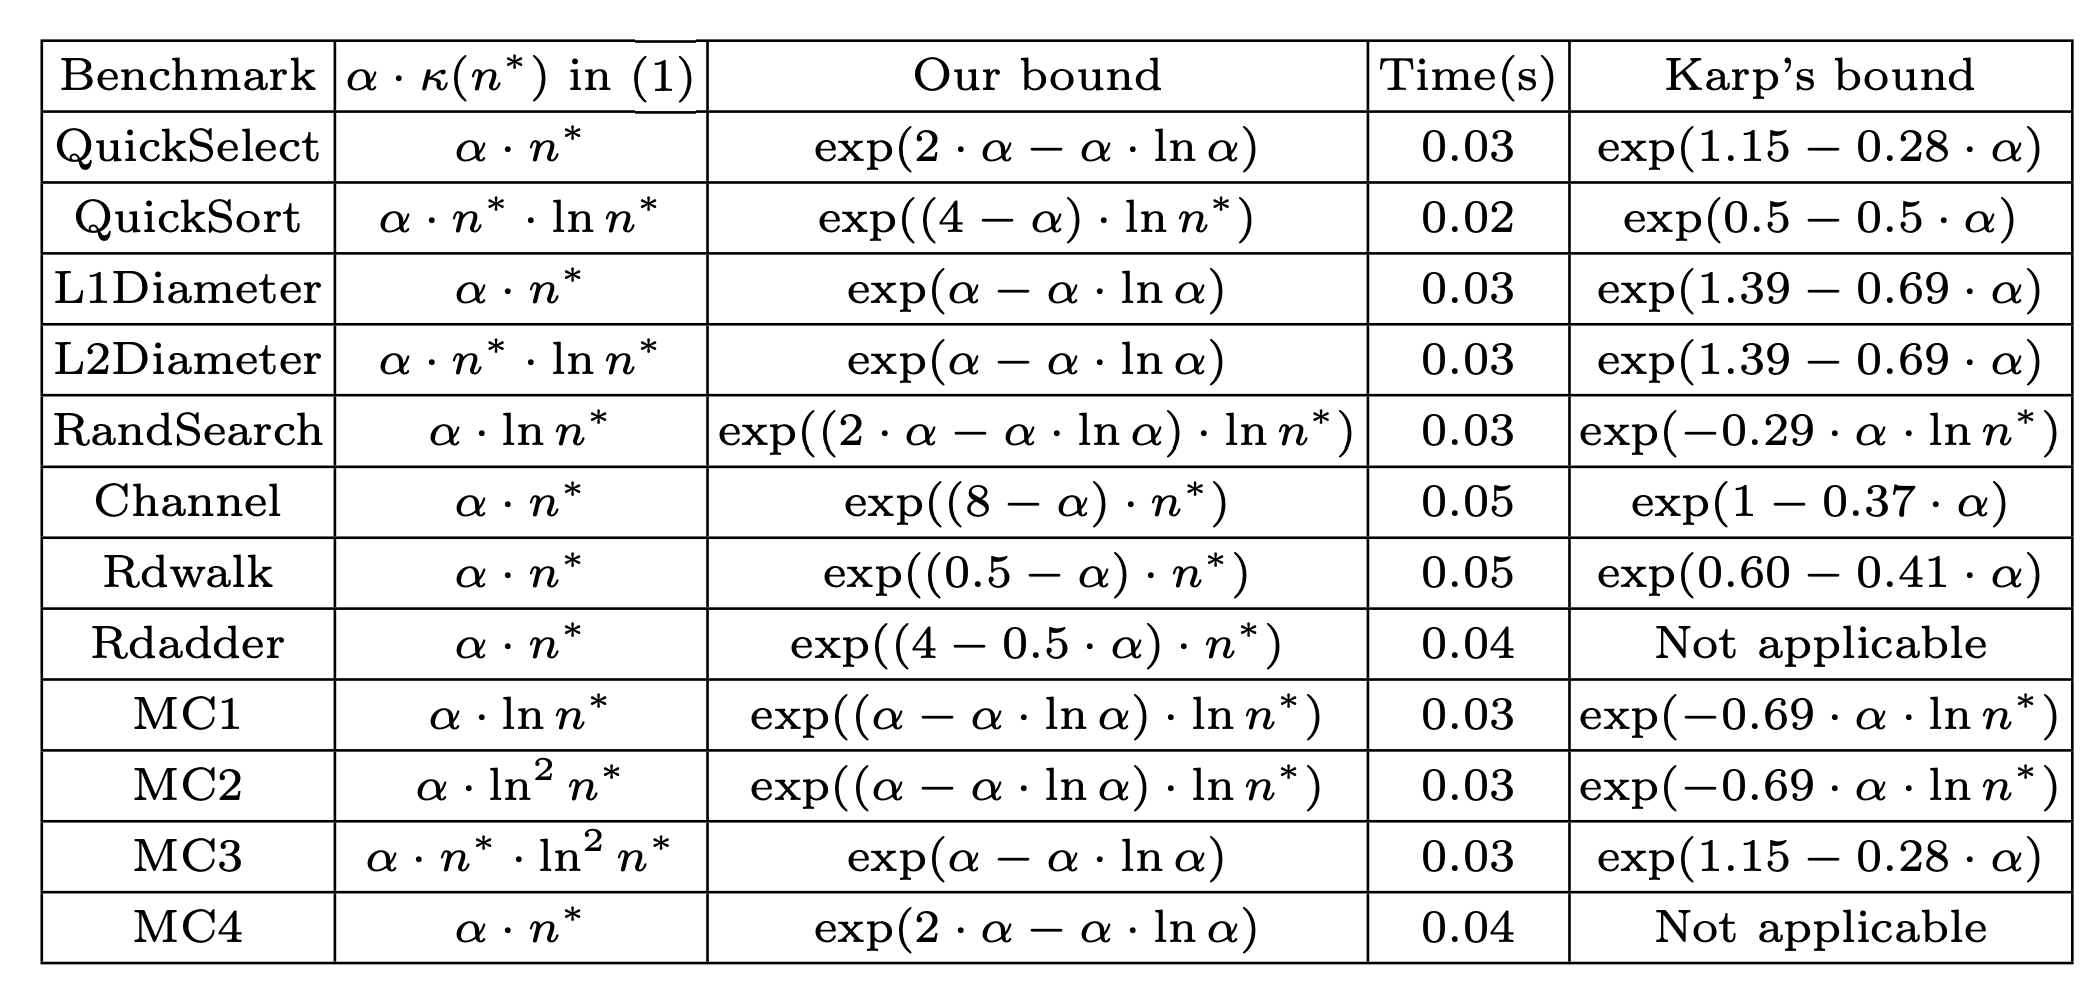 Benchmark α · κ(n*) in (1) Our bound Time(s) Karp's bound
QuickSelect α · n* exp(2 · α − α · ln α) 0.03 exp(1.15 − 0.28 · α)
QuickSort α · n* · ln n* exp((4 − α) · ln n*) 0.02 exp(0.5 − 0.5 · α)
L1Diameter α · n* exp(α − α · ln α) 0.03 exp(1.39 − 0.69 · α)
L2Diameter α · n* · ln n* exp(α − α · ln α) 0.03 exp(1.39 − 0.69 · α)
RandSearch α · ln n* exp((2 · α − α · ln α) · ln n*) 0.03 exp(−0.29 · α · ln n*)
Channel α · n* exp((8 − α) · n*) 0.05 exp(1 − 0.37 · α)
Rdwalk α · n* exp((0.5 − α) · n*) 0.05 exp(0.60 − 0.41 · α)
Rdadder α · n* exp((4 − 0.5 · α) · n*) 0.04 Not applicable
MC1 α · ln n* exp((α − α · ln α) · ln n*) 0.03 exp(−0.69 · α · ln n*)
MC2 α · ln² n* exp((α − α · ln α) · ln n*) 0.03 exp(−0.69 · α · ln n*)
MC3 α · n* · ln² n* exp(α − α · ln α) 0.03 exp(1.15 − 0.28 · α)
MC4 α · n* exp(2 · α − α · ln α) 0.04 Not applicable